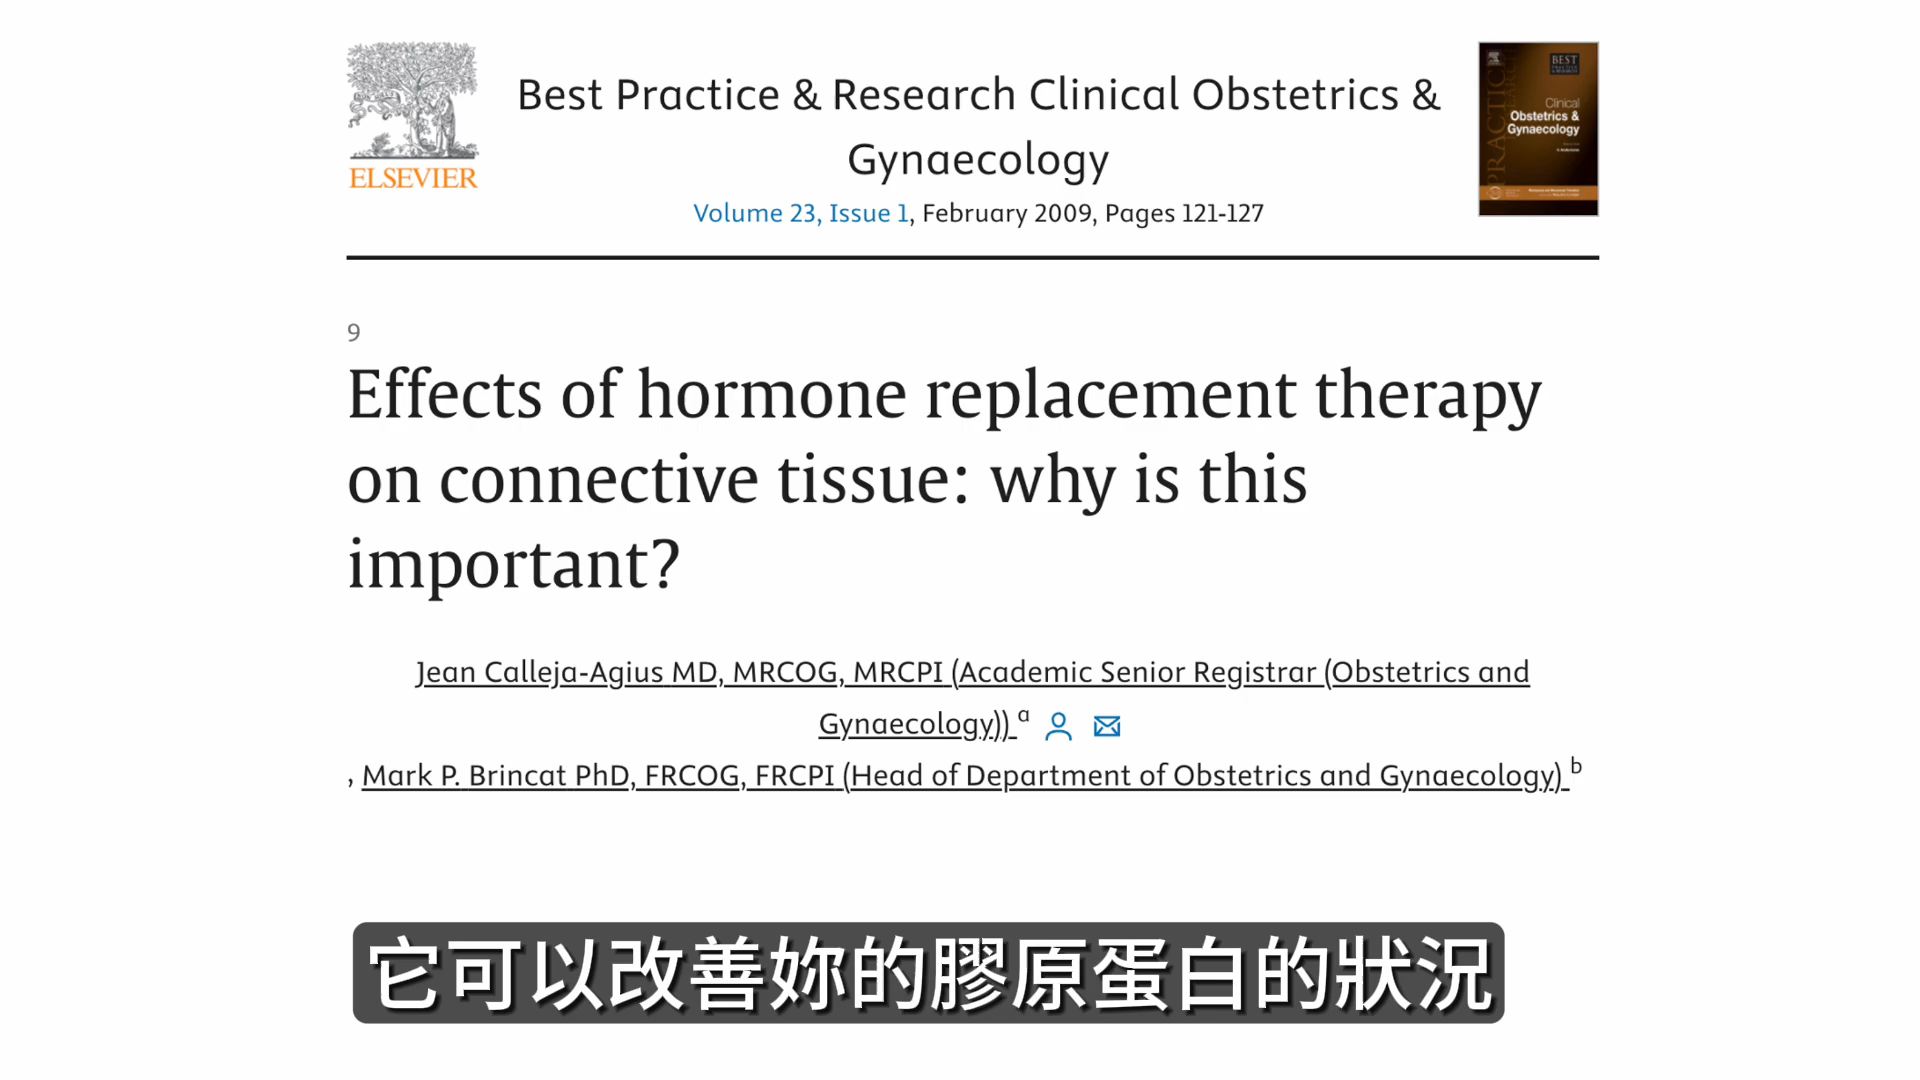 ELSEVIER
Best Practice & Research Clinical Obstetrics &
Gynaecology
Volume 23, Issue 1, February 2009, Pages 121-127
BEST
Clinical
Obstetrics &
Gynaecology
9
Effects of hormone replacement therapy
on connective tissue: why is this
important?
Jean Calleja-Agius MD, MRCOG, MRCPI (Academic Senior Registrar (Obstetrics and
Gynaecology)) a
, Mark P. Brincat PhD, FRCOG, FRCPI (Head of Department of Obstetrics and Gynaecology) b
它可以改善妳的膠原蛋白的狀況